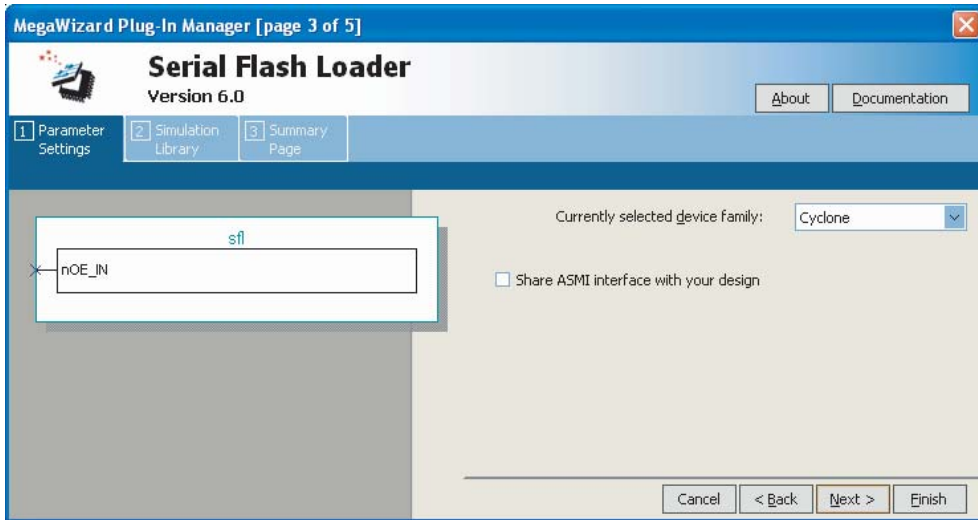 MegaWizard Plug-In Manager [page 3 of 5]
Serial Flash Loader
Version 6.0
About
Documentation
1 Parameter Settings
2 Simulation Library
3 Summary Page
sfl
nOE_IN
Currently selected device family:
Cyclone
Share ASMI interface with your design
Cancel
< Back
Next >
Finish